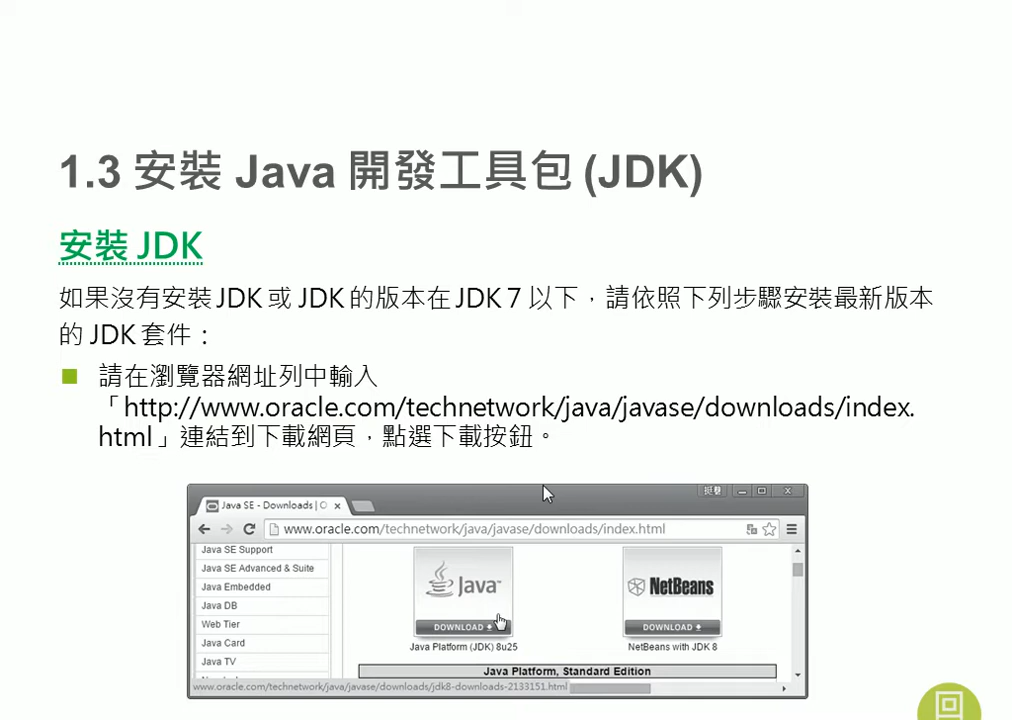 1.3 安裝 Java 開發工具包 (JDK)
安裝 JDK
如果沒有安裝 JDK 或 JDK 的版本在 JDK 7 以下，請依照下列步驟安裝最新版本
的 JDK 套件：
請在瀏覽器網址列中輸入
「http://www.oracle.com/technetwork/java/javase/downloads/index.
html」連結到下載網頁，點選下載按鈕。
Java SE - Downloads | O
www.oracle.com/technetwork/java/javase/downloads/index.html
Java SE Support
Java SE Advanced & Suite
Java Embedded
Java DB
Web Tier
Java Card
Java TV
Java
DOWNLOAD
Java Platform (JDK) 8u25
NetBeans
DOWNLOAD
NetBeans with JDK 8
Java Platform, Standard Edition
www.oracle.com/technetwork/java/javase/downloads/jdk8-downloads-2133151.html
回